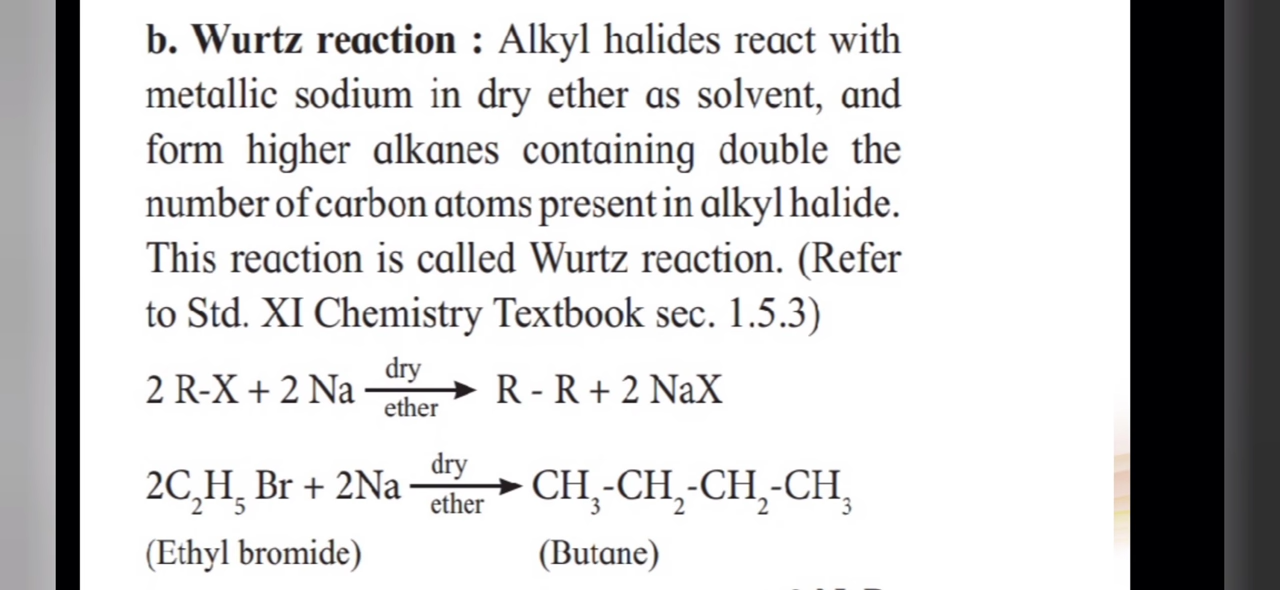 b. Wurtz reaction : Alkyl halides react with
metallic sodium in dry ether as solvent, and
form higher alkanes containing double the
number of carbon atoms present in alkyl halide.
This reaction is called Wurtz reaction. (Refer
to Std. XI Chemistry Textbook sec. 1.5.3)
2 R-X + 2 Na dry ether → R - R + 2 NaX
2C₂H₅ Br + 2Na dry ether → CH₃-CH₂-CH₂-CH₃
(Ethyl bromide) (Butane)